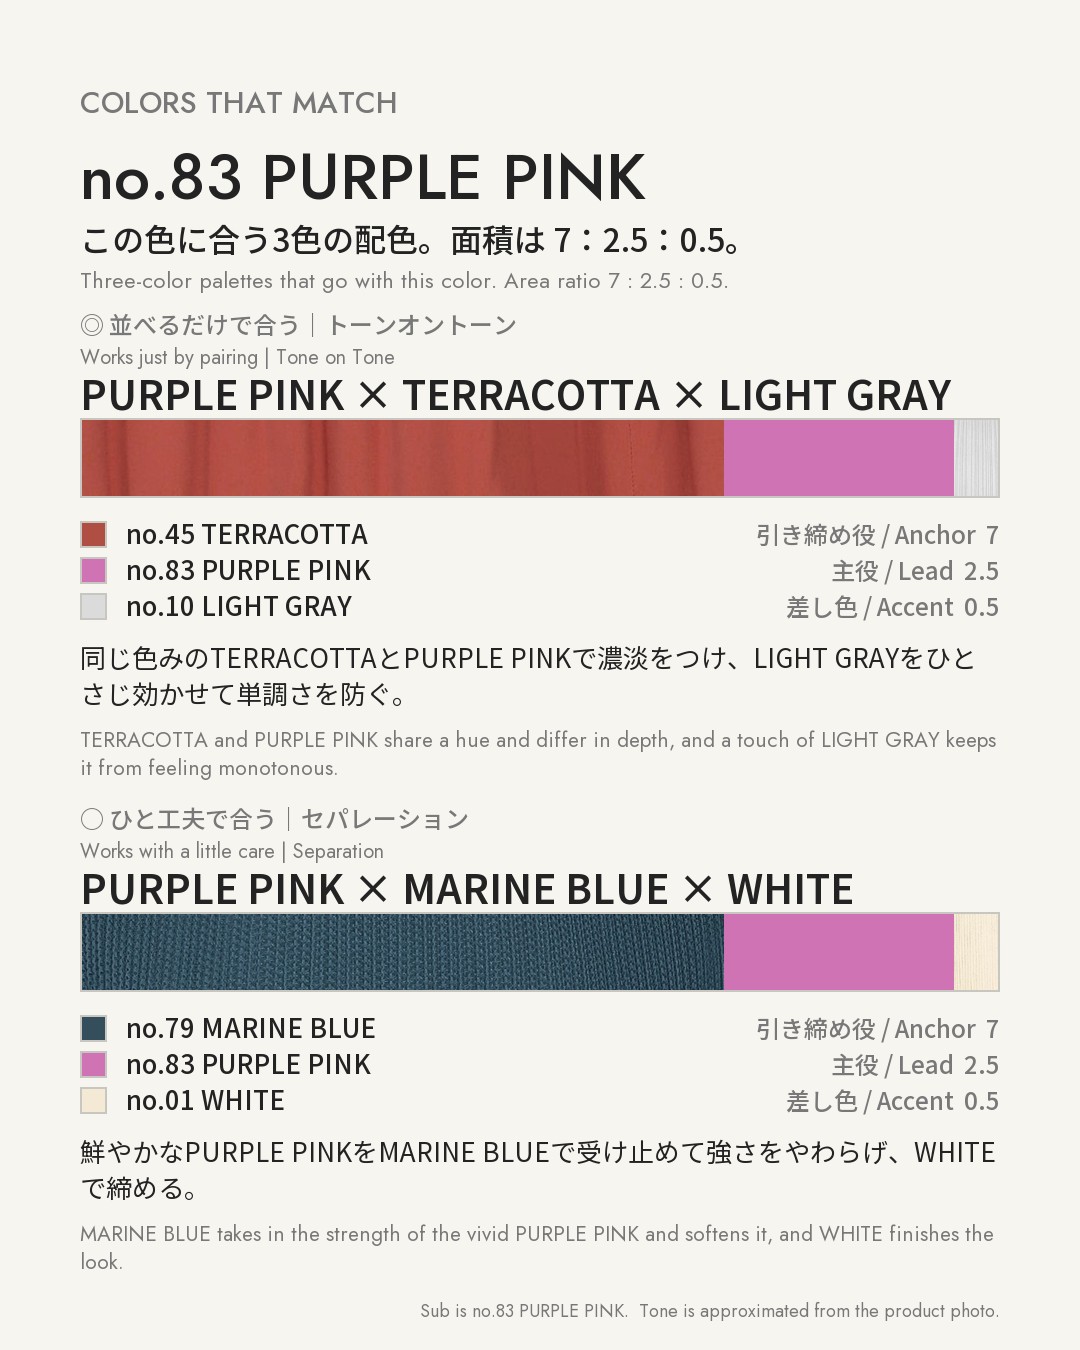 COLORS THAT MATCH
no.83 PURPLE PINK
この色に合う3色の配色。面積は 7：2.5：0.5。
Three-color palettes that go with this color. Area ratio 7 : 2.5 : 0.5.
◎ 並べるだけで合う｜トーンオントーン
Works just by pairing | Tone on Tone
PURPLE PINK × TERRACOTTA × LIGHT GRAY
no.45 TERRACOTTA 引き締め役 / Anchor 7
no.83 PURPLE PINK 主役 / Lead 2.5
no.10 LIGHT GRAY 差し色 / Accent 0.5
同じ色みのTERRACOTTAとPURPLE PINKで濃淡をつけ、LIGHT GRAYをひと
さじ効かせて単調さを防ぐ。
TERRACOTTA and PURPLE PINK share a hue and differ in depth, and a touch of LIGHT GRAY keeps
it from feeling monotonous.
○ ひと工夫で合う｜セパレーション
Works with a little care | Separation
PURPLE PINK × MARINE BLUE × WHITE
no.79 MARINE BLUE 引き締め役 / Anchor 7
no.83 PURPLE PINK 主役 / Lead 2.5
no.01 WHITE 差し色 / Accent 0.5
鮮やかなPURPLE PINKをMARINE BLUEで受け止めて強さをやわらげ、WHITE
で締める。
MARINE BLUE takes in the strength of the vivid PURPLE PINK and softens it, and WHITE finishes the
look.
Sub is no.83 PURPLE PINK. Tone is approximated from the product photo.